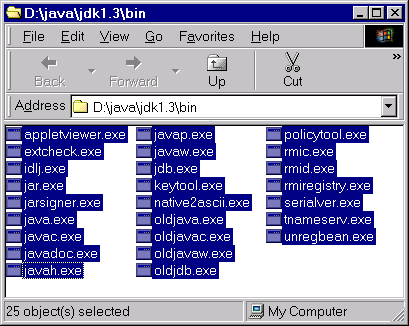 D:\java\jdk1.3\bin
File Edit View Go Favorites Help
Back Forward Up Cut »
Address D:\java\jdk1.3\bin
appletviewer.exe
extcheck.exe
idlj.exe
jar.exe
jarsigner.exe
java.exe
javac.exe
javadoc.exe
javah.exe
javap.exe
javaw.exe
jdb.exe
keytool.exe
native2ascii.exe
oldjava.exe
oldjavac.exe
oldjavaw.exe
oldjdb.exe
policytool.exe
rmic.exe
rmid.exe
rmiregistry.exe
serialver.exe
tnameserv.exe
unregbean.exe
25 object(s) selected My Computer